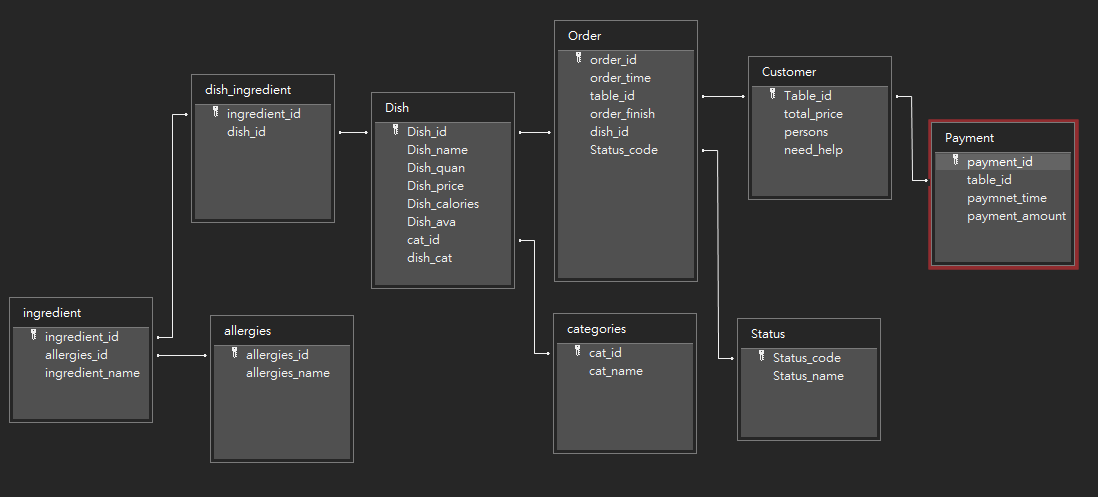 Order
order_id
order_time
table_id
order_finish
dish_id
Status_code
Customer
Table_id
total_price
persons
need_help
dish_ingredient
ingredient_id
dish_id
Dish
Dish_id
Dish_name
Dish_quan
Dish_price
Dish_calories
Dish_ava
cat_id
dish_cat
Payment
payment_id
table_id
paymnet_time
payment_amount
ingredient
ingredient_id
allergies_id
ingredient_name
allergies
allergies_id
allergies_name
categories
cat_id
cat_name
Status
Status_code
Status_name